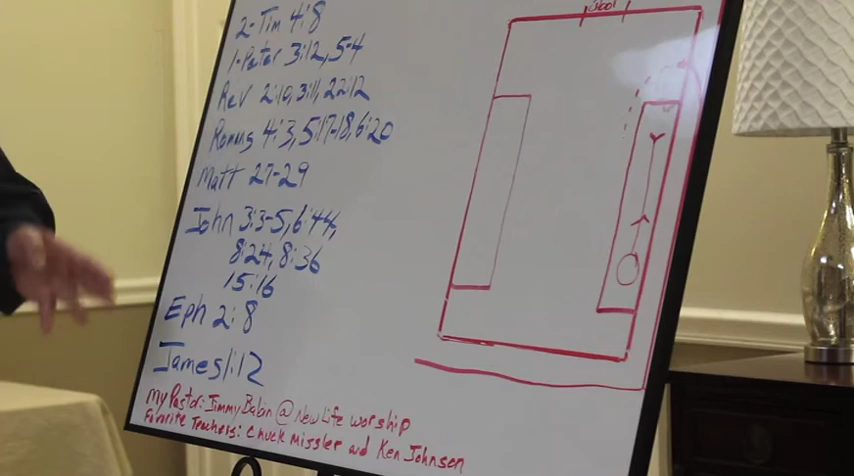 2-Tim 4:8
1-Peter 3:12, 5-4
Rev 2:10, 3:11, 22:12
Romans 4:3, 5:17-18, 6:20
Matt 27-29
John 3:3-5, 6:44,
8:24, 8:36
15:16
Eph 2:8
James 1:12
My Pastor: Jimmy Babin @ New Life worship
Favorite Teachers: Chuck Missler and Ken Johnson